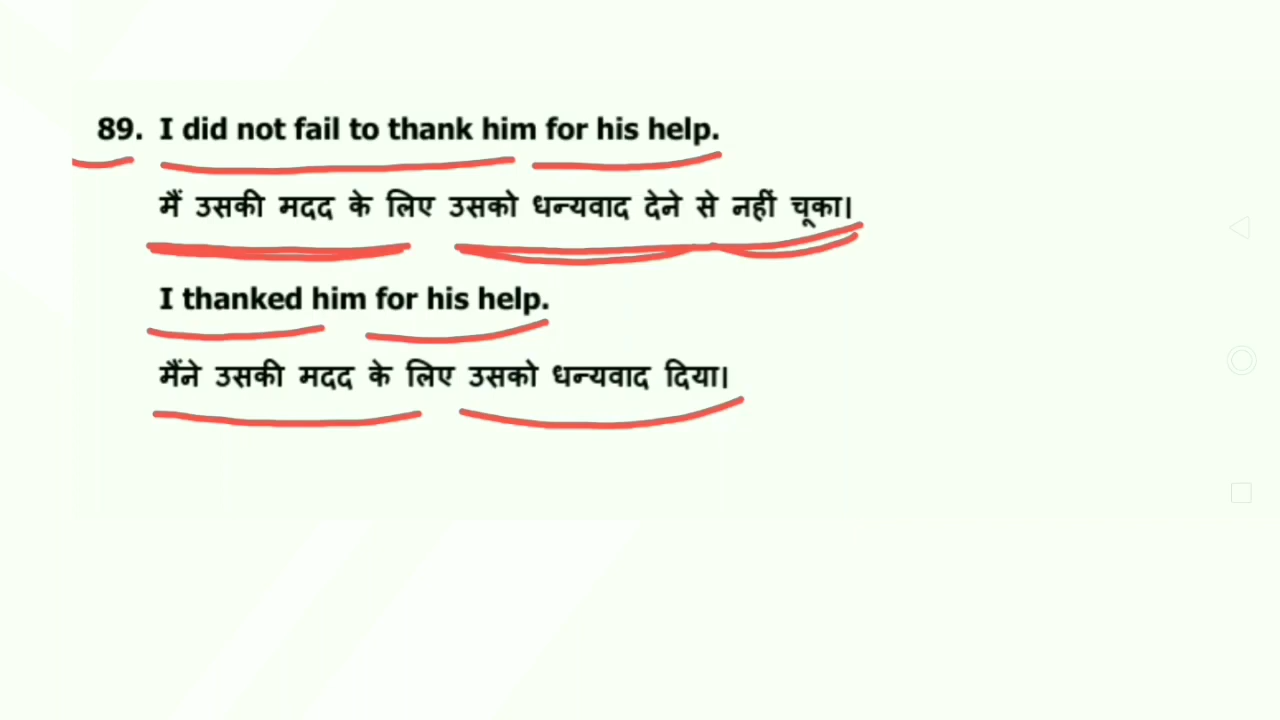 89. I did not fail to thank him for his help.
मैं उसकी मदद के लिए उसको धन्यवाद देने से नहीं चूका।
I thanked him for his help.
मैंने उसकी मदद के लिए उसको धन्यवाद दिया।